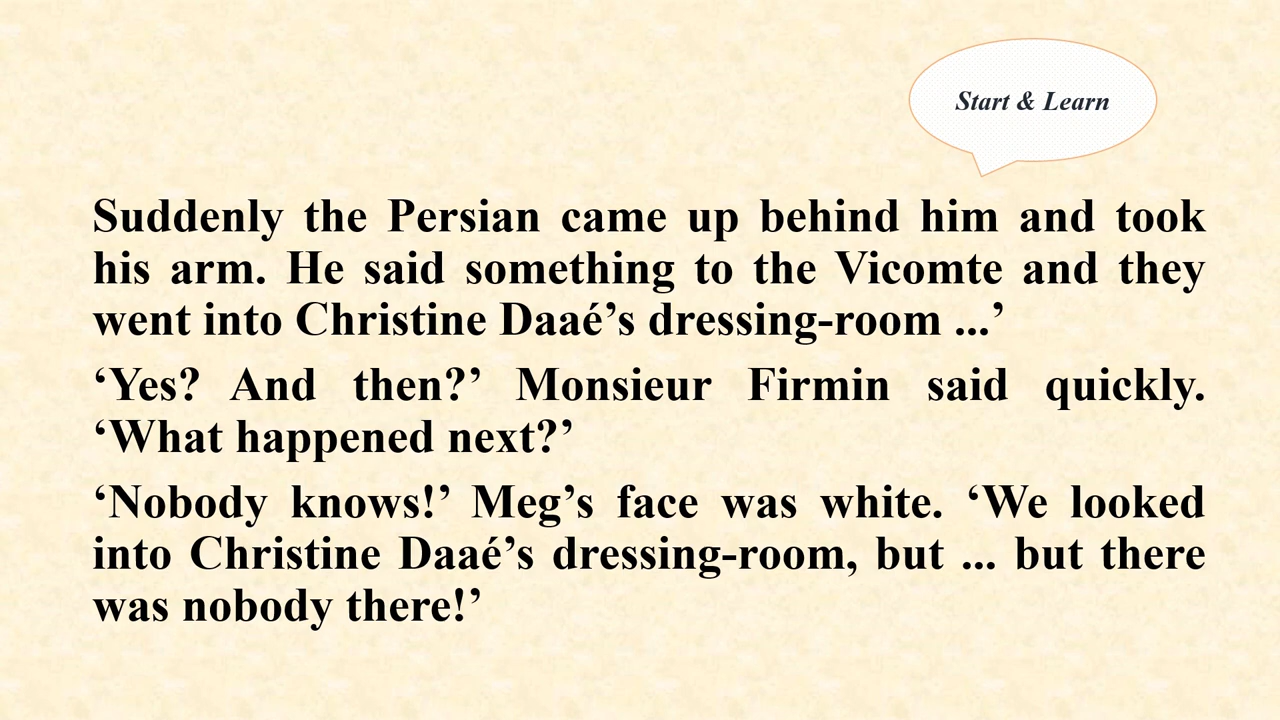 Start & Learn
Suddenly the Persian came up behind him and took
his arm. He said something to the Vicomte and they
went into Christine Daaé’s dressing-room ...’
‘Yes? And then?’ Monsieur Firmin said quickly.
‘What happened next?’
‘Nobody knows!’ Meg’s face was white. ‘We looked
into Christine Daaé’s dressing-room, but ... but there
was nobody there!’